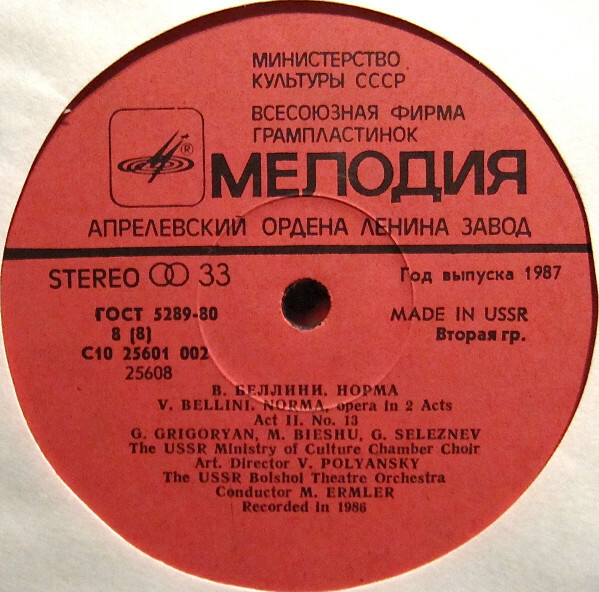 МИНИСТЕРСТВО
КУЛЬТУРЫ СССР
ВСЕСОЮЗНАЯ ФИРМА
ГРАМПЛАСТИНОК
®
МЕЛОДИЯ
АПРЕЛЕВСКИЙ ОРДЕНА ЛЕНИНА ЗАВОД
STEREO 33 Год выпуска 1987
ГОСТ 5289-80 MADE IN USSR
8 (8) Вторая гр.
С10 25601 002
25608
В. БЕЛЛИНИ. НОРМА
V. BELLINI. NORMA, opera in 2 Acts
Act II. No. 13
G. GRIGORYAN, M. BIESHU, G. SELEZNEV
The USSR Ministry of Culture Chamber Choir
Art. Director V. POLYANSKY
The USSR Bolshoi Theatre Orchestra
Conductor M. ERMLER
Recorded in 1986